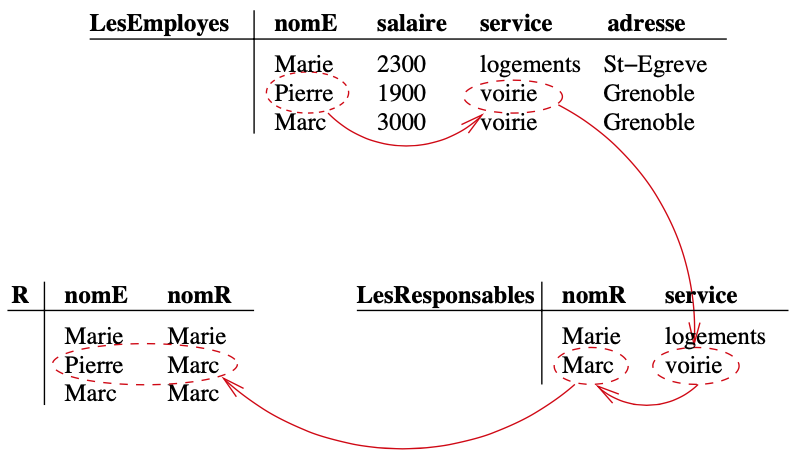 LesEmployes nomE salaire service adresse
Marie 2300 logements St−Egreve
Pierre 1900 voirie Grenoble
Marc 3000 voirie Grenoble
R nomE nomR
Marie Marie
Pierre Marc
Marc Marc
LesResponsables nomR service
Marie logements
Marc voirie